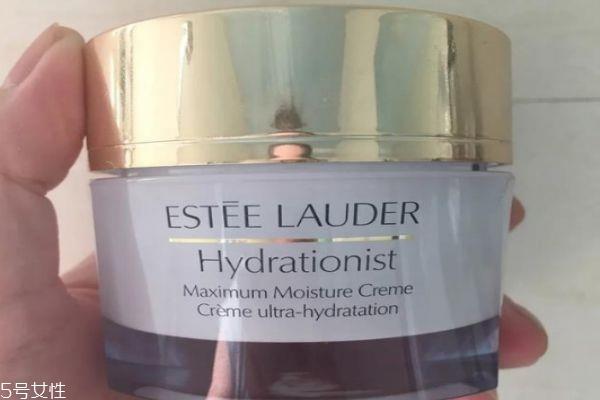 ESTĒE LAUDER
Hydrationist
Maximum Moisture Creme
Crème ultra-hydratation
5号女性